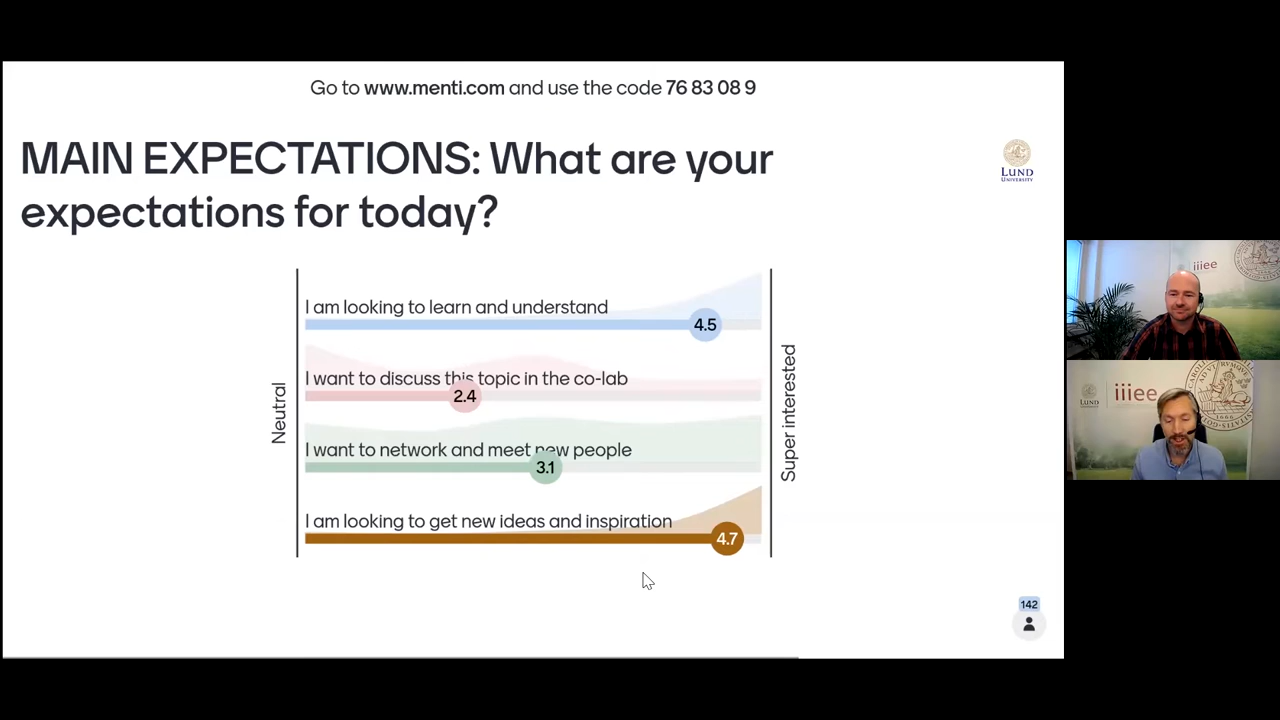 Go to www.menti.com and use the code 76 83 08 9
MAIN EXPECTATIONS: What are your
expectations for today?
LUND
UNIVERSITY
Neutral
I am looking to learn and understand
4.5
I want to discuss this topic in the co-lab
2.4
I want to network and meet new people
3.1
I am looking to get new ideas and inspiration
4.7
Super interested
142
iiiee
LUND
iiiee